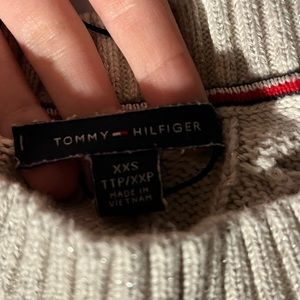 TOMMY HILFIGER
XXS
TTP/XXP
MADE IN
VIETNAM